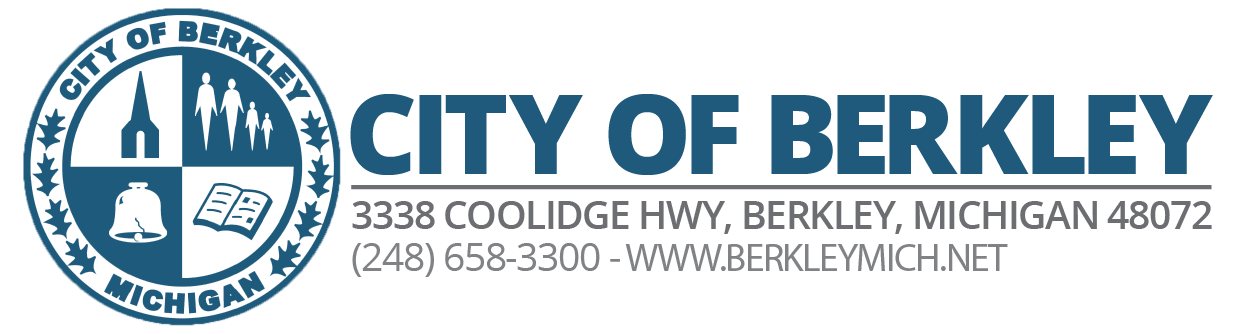 CITY OF BERKLEY
MICHIGAN
CITY OF BERKLEY
3338 COOLIDGE HWY, BERKLEY, MICHIGAN 48072
(248) 658-3300 - WWW.BERKLEYMICH.NET